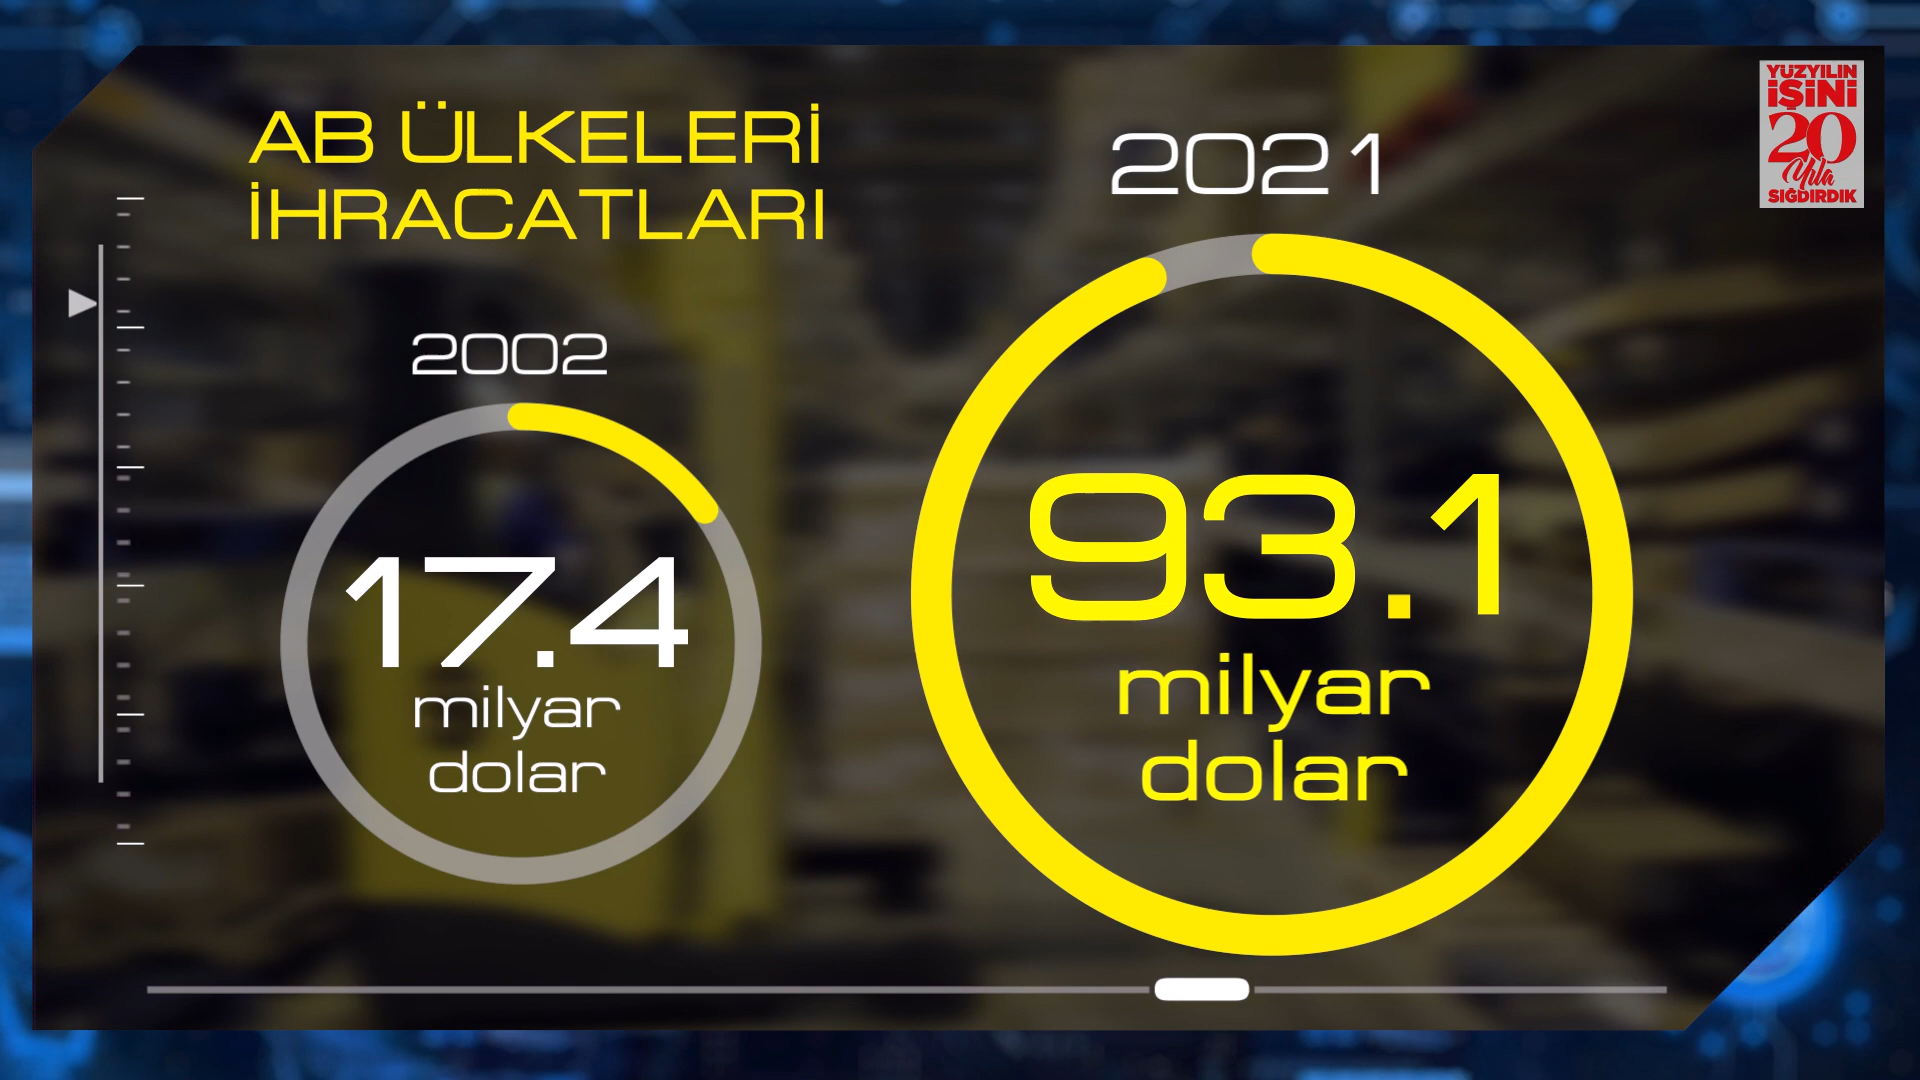 AB ÜLKELERİ
İHRACATLARI
2002
17.4
milyar
dolar
2021
93.1
milyar
dolar
YÜZYILIN
İŞİNİ
20
Yıla
SIĞDIRDIK